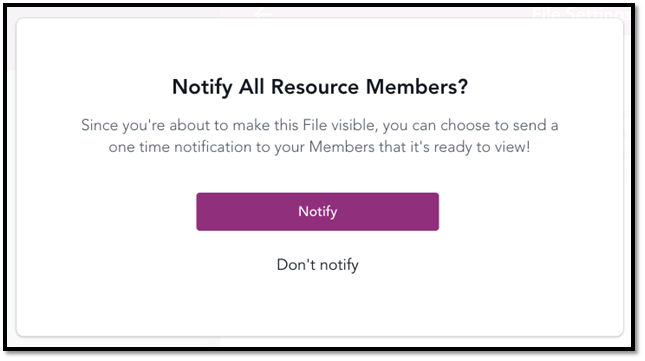 Notify All Resource Members?
Since you're about to make this File visible, you can choose to send a
one time notification to your Members that it's ready to view!
Notify
Don't notify